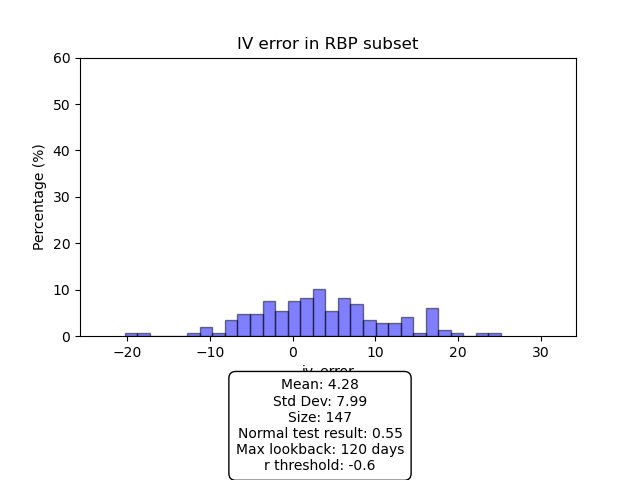 IV error in RBP subset
60
50
40
30
20
10
0
Percentage (%)
−20 −10 0 10 20 30
iv_error
Mean: 4.28
Std Dev: 7.99
Size: 147
Normal test result: 0.55
Max lookback: 120 days
r threshold: -0.6